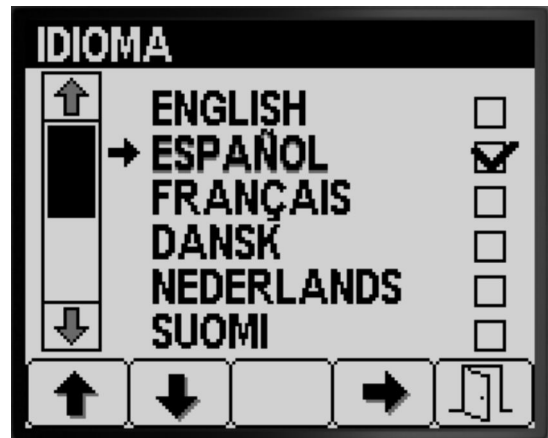 IDIOMA
ENGLISH
ESPAÑOL
FRANÇAIS
DANSK
NEDERLANDS
SUOMI